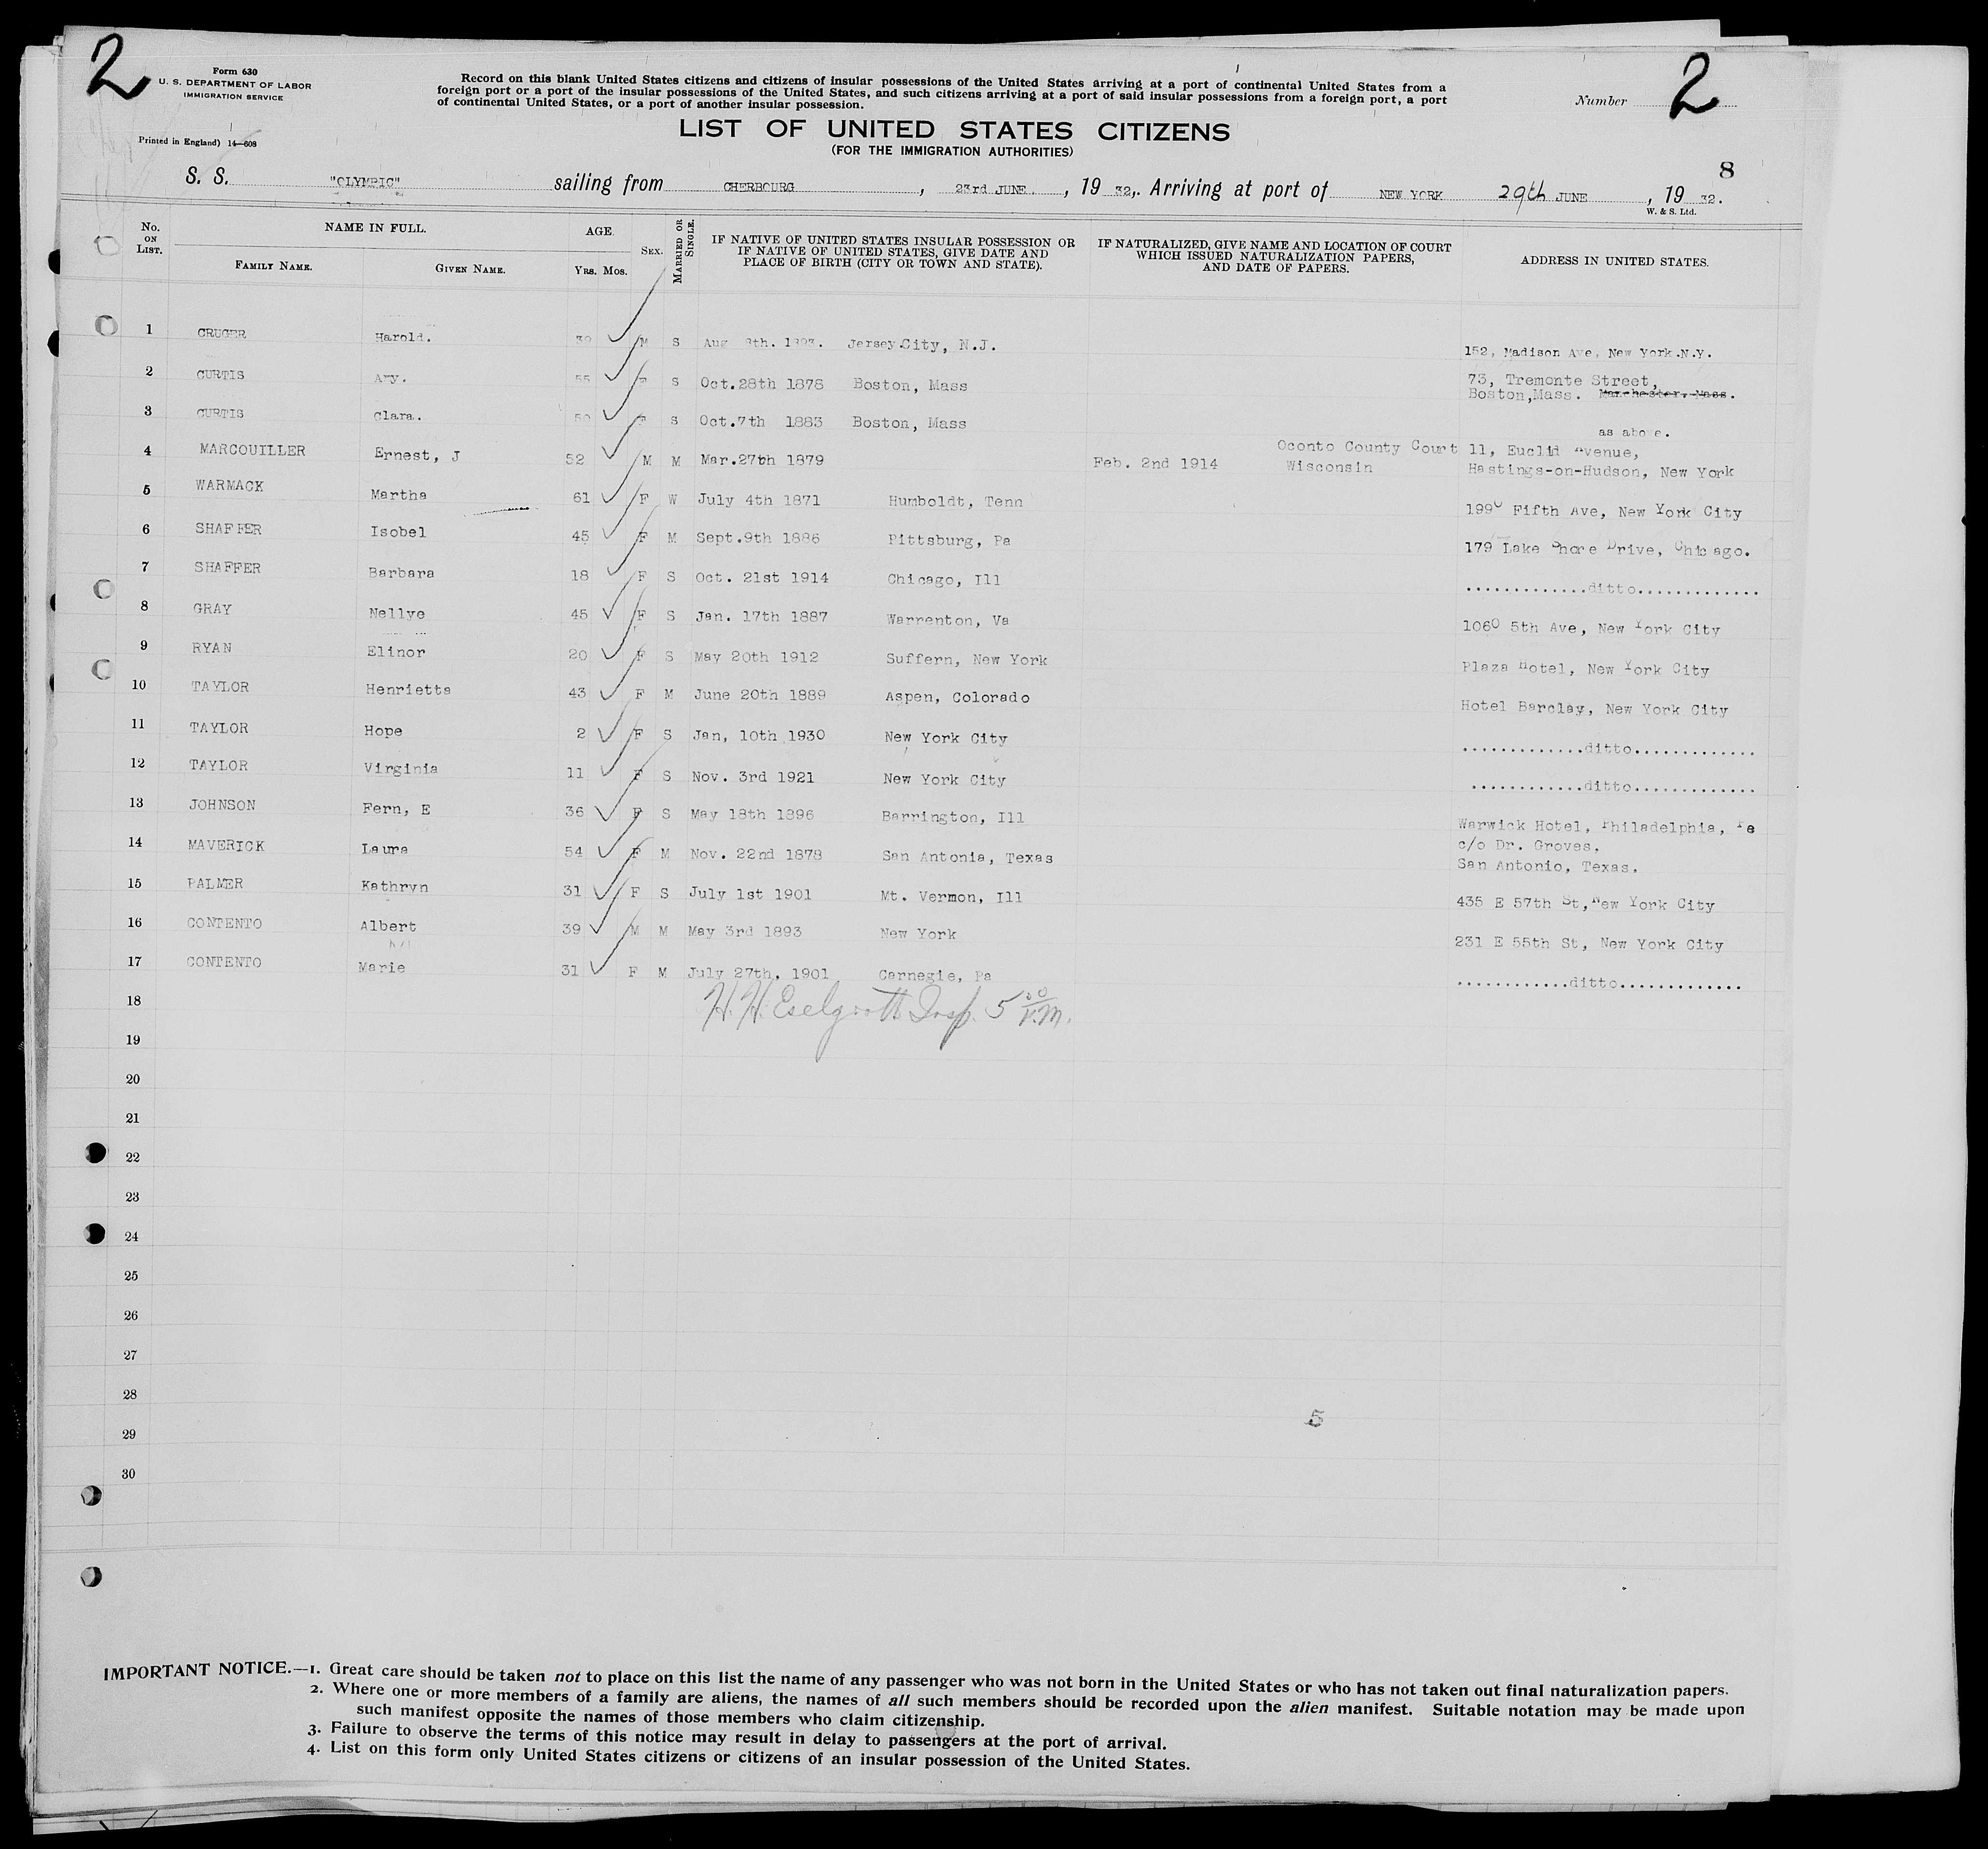 2
Form 630
U. S. DEPARTMENT OF LABOR
IMMIGRATION SERVICE
Printed in England) 14—608
Record on this blank United States citizens and citizens of insular possessions of the United States arriving at a port of continental United States from a
foreign port or a port of the insular possessions of the United States, and such citizens arriving at a port of said insular possessions from a foreign port, a port
of continental United States, or a port of another insular possession.
Number 2
LIST OF UNITED STATES CITIZENS
(FOR THE IMMIGRATION AUTHORITIES)
8
S. S. "OLYMPIC" sailing from CHERBOURG, 23rd JUNE, 19 32, Arriving at port of NEW YORK 29th JUNE, 19 32.
W. & S. Ltd.
No. ON LIST. NAME IN FULL. FAMILY NAME. GIVEN NAME. AGE. YRS. MOS. SEX. MARRIED OR SINGLE. IF NATIVE OF UNITED STATES INSULAR POSSESSION OR IF NATIVE OF UNITED STATES, GIVE DATE AND PLACE OF BIRTH (CITY OR TOWN AND STATE). IF NATURALIZED, GIVE NAME AND LOCATION OF COURT WHICH ISSUED NATURALIZATION PAPERS, AND DATE OF PAPERS. ADDRESS IN UNITED STATES.
1 CRUGER Harold. M S Jersey City, N.J. 152, Madison Ave, New York.N.Y.
2 CURTIS 55 F S Oct.28th 1878 Boston, Mass 73, Tremonte Street,
Boston,Mass. Manchester, Mass.
3 CURTIS Clara. F S Oct.7th 1883 Boston, Mass as above.
4 MARCOUILLER Ernest, J 52 M M Mar.27th 1879 Feb. 2nd 1914 Oconto County Court Wisconsin 11, Euclid Avenue,
Hastings-on-Hudson, New York
5 WARMACK Martha 61 F W July 4th 1871 Humboldt, Tenn 1990 Fifth Ave, New York City
6 SHAFFER Isobel 45 F M Sept.9th 1886 Pittsburg, Pa 179 Lake Shore Drive, Chicago.
7 SHAFFER Barbara 18 F S Oct. 21st 1914 Chicago, Ill .............ditto.............
8 GRAY Nellye 45 F S Jan. 17th 1887 Warrenton, Va 1060 5th Ave, New York City
9 RYAN Elinor 20 F S May 20th 1912 Suffern, New York Plaza Hotel, New York City
10 TAYLOR Henrietta 43 F M June 20th 1889 Aspen, Colorado Hotel Barclay, New York City
11 TAYLOR Hope 2 F S Jan, 10th 1930 New York City .............ditto.............
12 TAYLOR Virginia 11 F S Nov. 3rd 1921 New York City ............ditto.............
13 JOHNSON Fern, E 36 F S May 18th 1896 Barrington, Ill Warwick Hotel, Philadelphia, Pa
14 MAVERICK Laura 54 F M Nov. 22nd 1878 San Antonia, Texas c/o Dr. Groves.
San Antonio, Texas.
15 PALMER Kathryn 31 F S July 1st 1901 Mt. Vermon, Ill 435 E 57th St, New York City
16 CONTENTO Albert 39 M M May 3rd 1893 New York 231 E 55th St, New York City
17 CONTENTO Marie 31 F M July 27th. 1901 Carnegie, Pa ............ditto.............
18 H. H. Insp. 5 00 P.M.
19
20
21
22
23
24
25
26
27
28
5
29
30
IMPORTANT NOTICE.—1. Great care should be taken not to place on this list the name of any passenger who was not born in the United States or who has not taken out final naturalization papers.
2. Where one or more members of a family are aliens, the names of all such members should be recorded upon the alien manifest. Suitable notation may be made upon
such manifest opposite the names of those members who claim citizenship.
3. Failure to observe the terms of this notice may result in delay to passengers at the port of arrival.
4. List on this form only United States citizens or citizens of an insular possession of the United States.